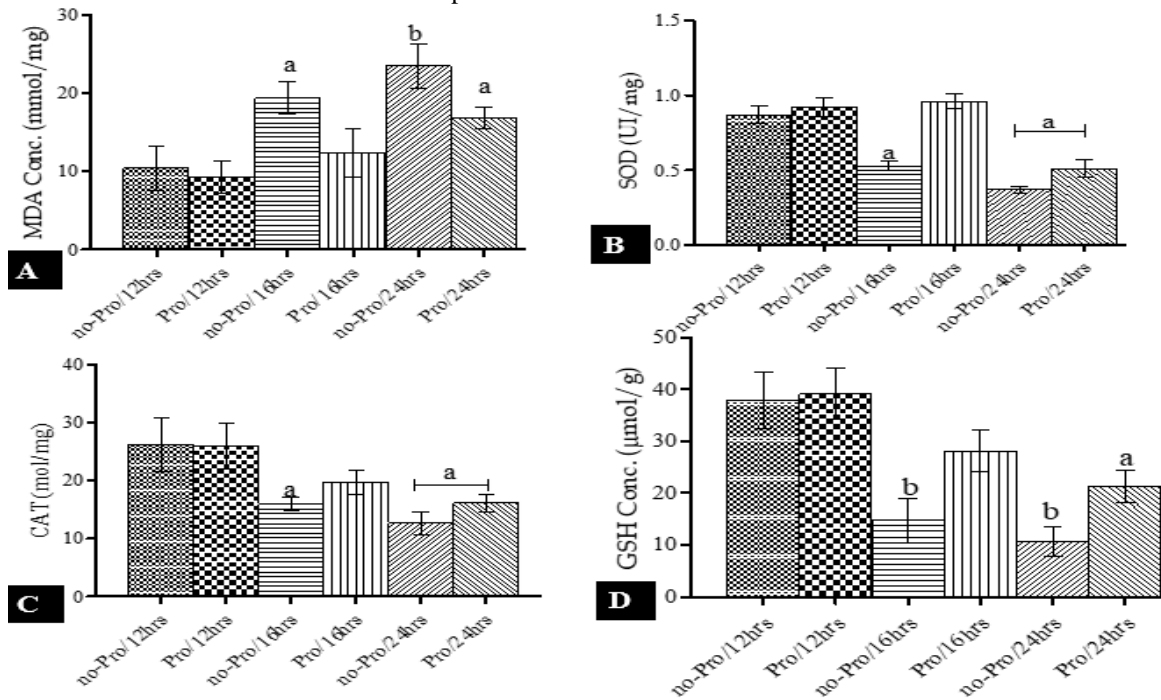 MDA Conc. (mmol/mg)
30
20
10
0
a
b
a
A
no-Pro/12hrs
Pro/12hrs
no-Pro/16hrs
Pro/16hrs
no-Pro/24hrs
Pro/24hrs
SOD (UI/mg)
1.5
1.0
0.5
0.0
a
a
B
no-Pro/12hrs
Pro/12hrs
no-Pro/16hrs
Pro/16hrs
no-Pro/24hrs
Pro/24hrs
CAT (mol/mg)
40
30
20
10
0
a
a
C
no-Pro/12hrs
Pro/12hrs
no-Pro/16hrs
Pro/16hrs
no-Pro/24hrs
Pro/24hrs
GSH Conc. (µmol/g)
50
40
30
20
10
0
b
b
a
D
no-Pro/12hrs
Pro/12hrs
no-Pro/16hrs
Pro/16hrs
no-Pro/24hrs
Pro/24hrs